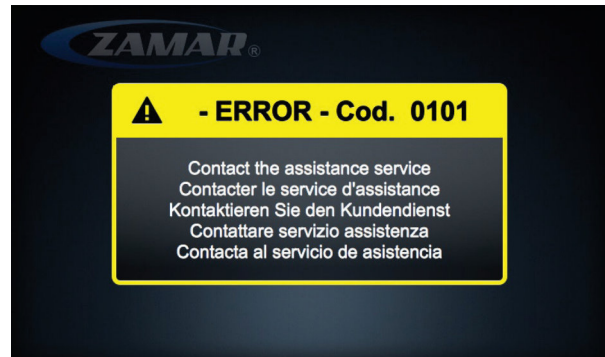 ZAMAR®
- ERROR - Cod. 0101
Contact the assistance service
Contacter le service d'assistance
Kontaktieren Sie den Kundendienst
Contattare servizio assistenza
Contacta al servicio de asistencia